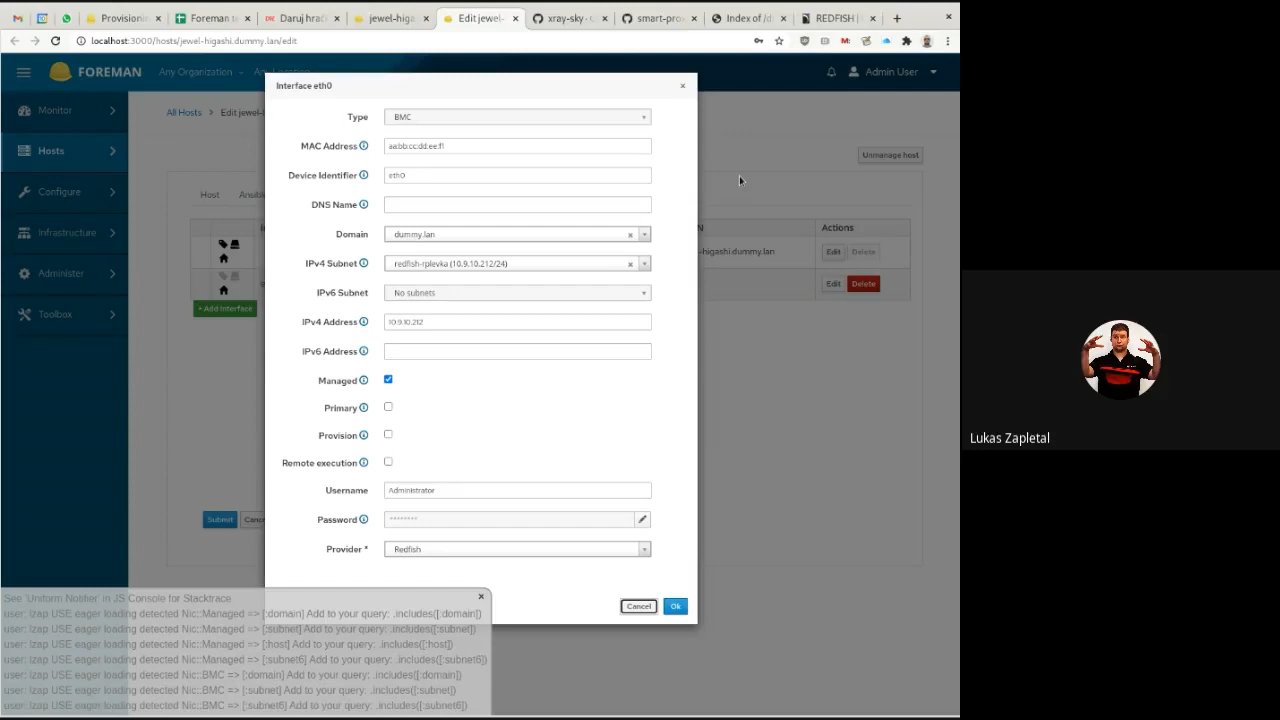 Provisionin
Foreman te
Daruj hrač
jewel-higa
Edit jewel-
xray-sky -
smart-pro
Index of /d
REDFISH |
localhost:3000/hosts/jewel-higashi.dummy.lan/edit
FOREMAN
Any Organization
Admin User
Monitor
Hosts
Configure
Infrastructure
Administer
Toolbox
All Hosts > Edit jewel-
Unmanage host
Host
Actions
-higashi.dummy.lan
Edit Delete
Edit Delete
+ Add Interface
Submit
Interface eth0
Type BMC
MAC Address aa:bb:cc:dd:ee:f1
Device Identifier eth0
DNS Name
Domain dummy.lan
IPv4 Subnet redfish-rplevka (10.9.10.212/24)
IPv6 Subnet No subnets
IPv4 Address 10.9.10.212
IPv6 Address
Managed
Primary
Provision
Remote execution
Username Administrator
Password ********
Provider * Redfish
Cancel Ok
See 'Uniform Notifier' in JS Console for Stacktrace
user: lzap USE eager loading detected Nic::Managed => [:domain] Add to your query: .includes([:domain])
user: lzap USE eager loading detected Nic::Managed => [:subnet] Add to your query: .includes([:subnet])
user: lzap USE eager loading detected Nic::Managed => [:host] Add to your query: .includes([:host])
user: lzap USE eager loading detected Nic::Managed => [:subnet6] Add to your query: .includes([:subnet6])
user: lzap USE eager loading detected Nic::BMC => [:domain] Add to your query: .includes([:domain])
user: lzap USE eager loading detected Nic::BMC => [:subnet] Add to your query: .includes([:subnet])
user: lzap USE eager loading detected Nic::BMC => [:subnet6] Add to your query: .includes([:subnet6])
Lukas Zapletal